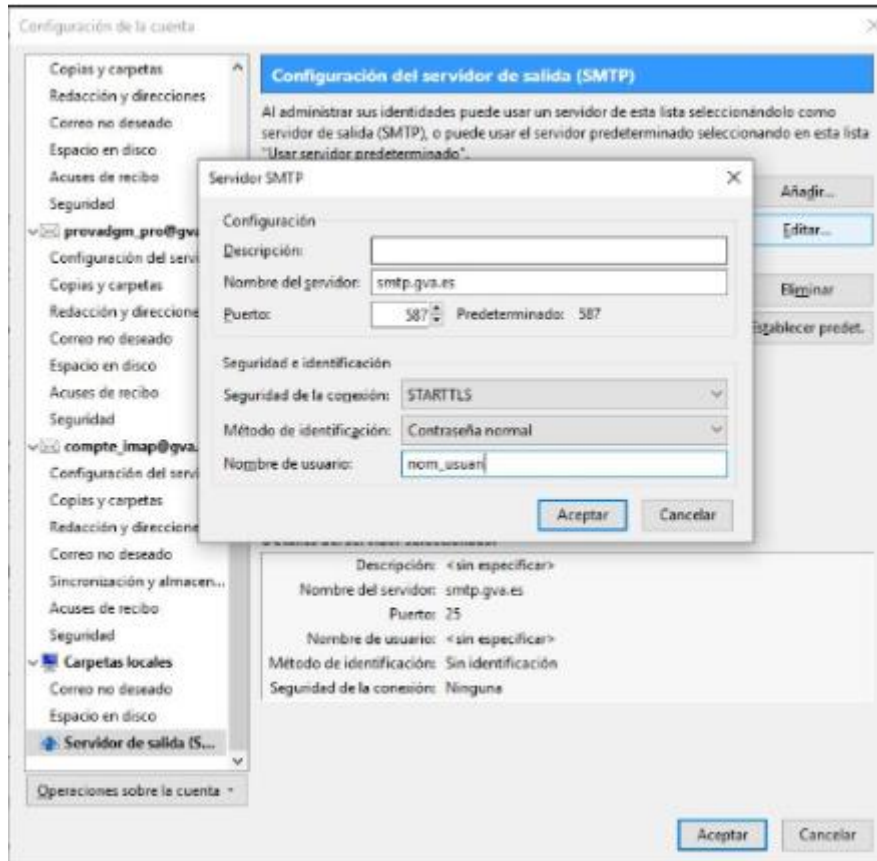 Configuración de la cuenta
Copias y carpetas
Redacción y direcciones
Correo no deseado
Espacio en disco
Acuses de recibo
Seguridad
provadgm_pro@gva
Configuración del servi
Copias y carpetas
Redacción y direccione
Correo no deseado
Espacio en disco
Acuses de recibo
Seguridad
compte_imap@gva.
Configuración del servi
Copias y carpetas
Redacción y direccione
Correo no deseado
Sincronización y almacen...
Acuses de recibo
Seguridad
Carpetas locales
Correo no deseado
Espacio en disco
Servidor de salida (S...
Operaciones sobre la cuenta
Configuración del servidor de salida (SMTP)
Al administrar sus identidades puede usar un servidor de esta lista seleccionándolo como
servidor de salida (SMTP), o puede usar el servidor predeterminado seleccionando en esta lista
"Usar servidor predeterminado".
Añadir...
Editar...
Eliminar
Establecer predet.
Servidor SMTP
Configuración
Descripción:
Nombre del servidor: smtp.gva.es
Puerto: 587 Predeterminado: 587
Seguridad e identificación
Seguridad de la conexión: STARTTLS
Método de identificación: Contraseña normal
Nombre de usuario: nom_usuari
Aceptar Cancelar
Descripción: <sin especificar>
Nombre del servidor: smtp.gva.es
Puerto: 25
Nombre de usuario: <sin especificar>
Método de identificación: Sin identificación
Seguridad de la conexión: Ninguna
Aceptar Cancelar